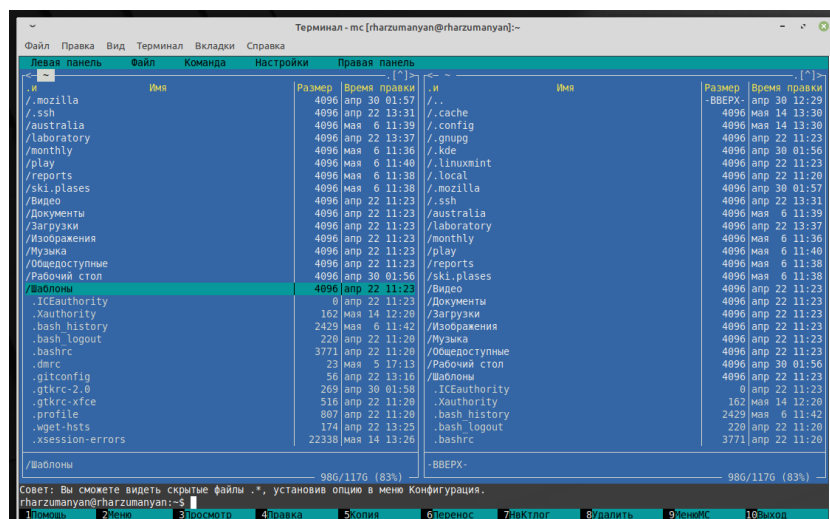 Терминал - mc [rharzumanyan@rharzumanyan]:~
Файл Правка Вид Терминал Вкладки Справка
Левая панель Файл Команда Настройки Правая панель
<— ~ .[^]> <— ~ .[^]>
.и Имя Размер Время правки .и Имя Размер Время правки
/.mozilla 4096 апр 30 01:57 /.. -ВВЕРХ- апр 30 12:29
/.ssh 4096 апр 22 13:31 /.cache 4096 мая 14 13:30
/australia 4096 мая 6 11:39 /.config 4096 мая 14 13:30
/laboratory 4096 апр 22 13:37 /.gnupg 4096 апр 22 11:23
/monthly 4096 мая 6 11:36 /.kde 4096 апр 30 01:56
/play 4096 мая 6 11:40 /.linuxmint 4096 апр 22 11:23
/reports 4096 мая 6 11:38 /.local 4096 апр 22 11:20
/ski.plases 4096 мая 6 11:38 /.mozilla 4096 апр 30 01:57
/Видео 4096 апр 22 11:23 /.ssh 4096 апр 22 13:31
/Документы 4096 апр 22 11:23 /australia 4096 мая 6 11:39
/Загрузки 4096 апр 22 11:23 /laboratory 4096 апр 22 13:37
/Изображения 4096 апр 22 11:23 /monthly 4096 мая 6 11:36
/Музыка 4096 апр 22 11:23 /play 4096 мая 6 11:40
/Общедоступные 4096 апр 22 11:23 /reports 4096 мая 6 11:38
/Рабочий стол 4096 апр 30 01:56 /ski.plases 4096 мая 6 11:38
/Шаблоны 4096 апр 22 11:23 /Видео 4096 апр 22 11:23
.ICEauthority 0 апр 22 11:23 /Документы 4096 апр 22 11:23
.Xauthority 162 мая 14 12:20 /Загрузки 4096 апр 22 11:23
.bash_history 2429 мая 6 11:42 /Изображения 4096 апр 22 11:23
.bash_logout 220 апр 22 11:20 /Музыка 4096 апр 22 11:23
.bashrc 3771 апр 22 11:20 /Общедоступные 4096 апр 22 11:23
.dmrc 23 мая 5 17:13 /Рабочий стол 4096 апр 30 01:56
.gitconfig 56 апр 22 13:16 /Шаблоны 4096 апр 22 11:23
.gtkrc-2.0 269 апр 30 01:58 .ICEauthority 0 апр 22 11:23
.gtkrc-xfce 516 апр 22 11:20 .Xauthority 162 мая 14 12:20
.profile 807 апр 22 11:20 .bash_history 2429 мая 6 11:42
.wget-hsts 174 апр 22 13:25 .bash_logout 220 апр 22 11:20
.xsession-errors 22338 мая 14 13:26 .bashrc 3771 апр 22 11:20
/Шаблоны -ВВЕРХ-
98G/117G (83%) 98G/117G (83%)
Совет: Вы сможете видеть скрытые файлы .*, установив опцию в меню Конфигурация.
rharzumanyan@rharzumanyan:~$
1Помощь 2Меню 3Просмотр 4Правка 5Копия 6Перенос 7НвКтлог 8Удалить 9МенюМС 10Выход